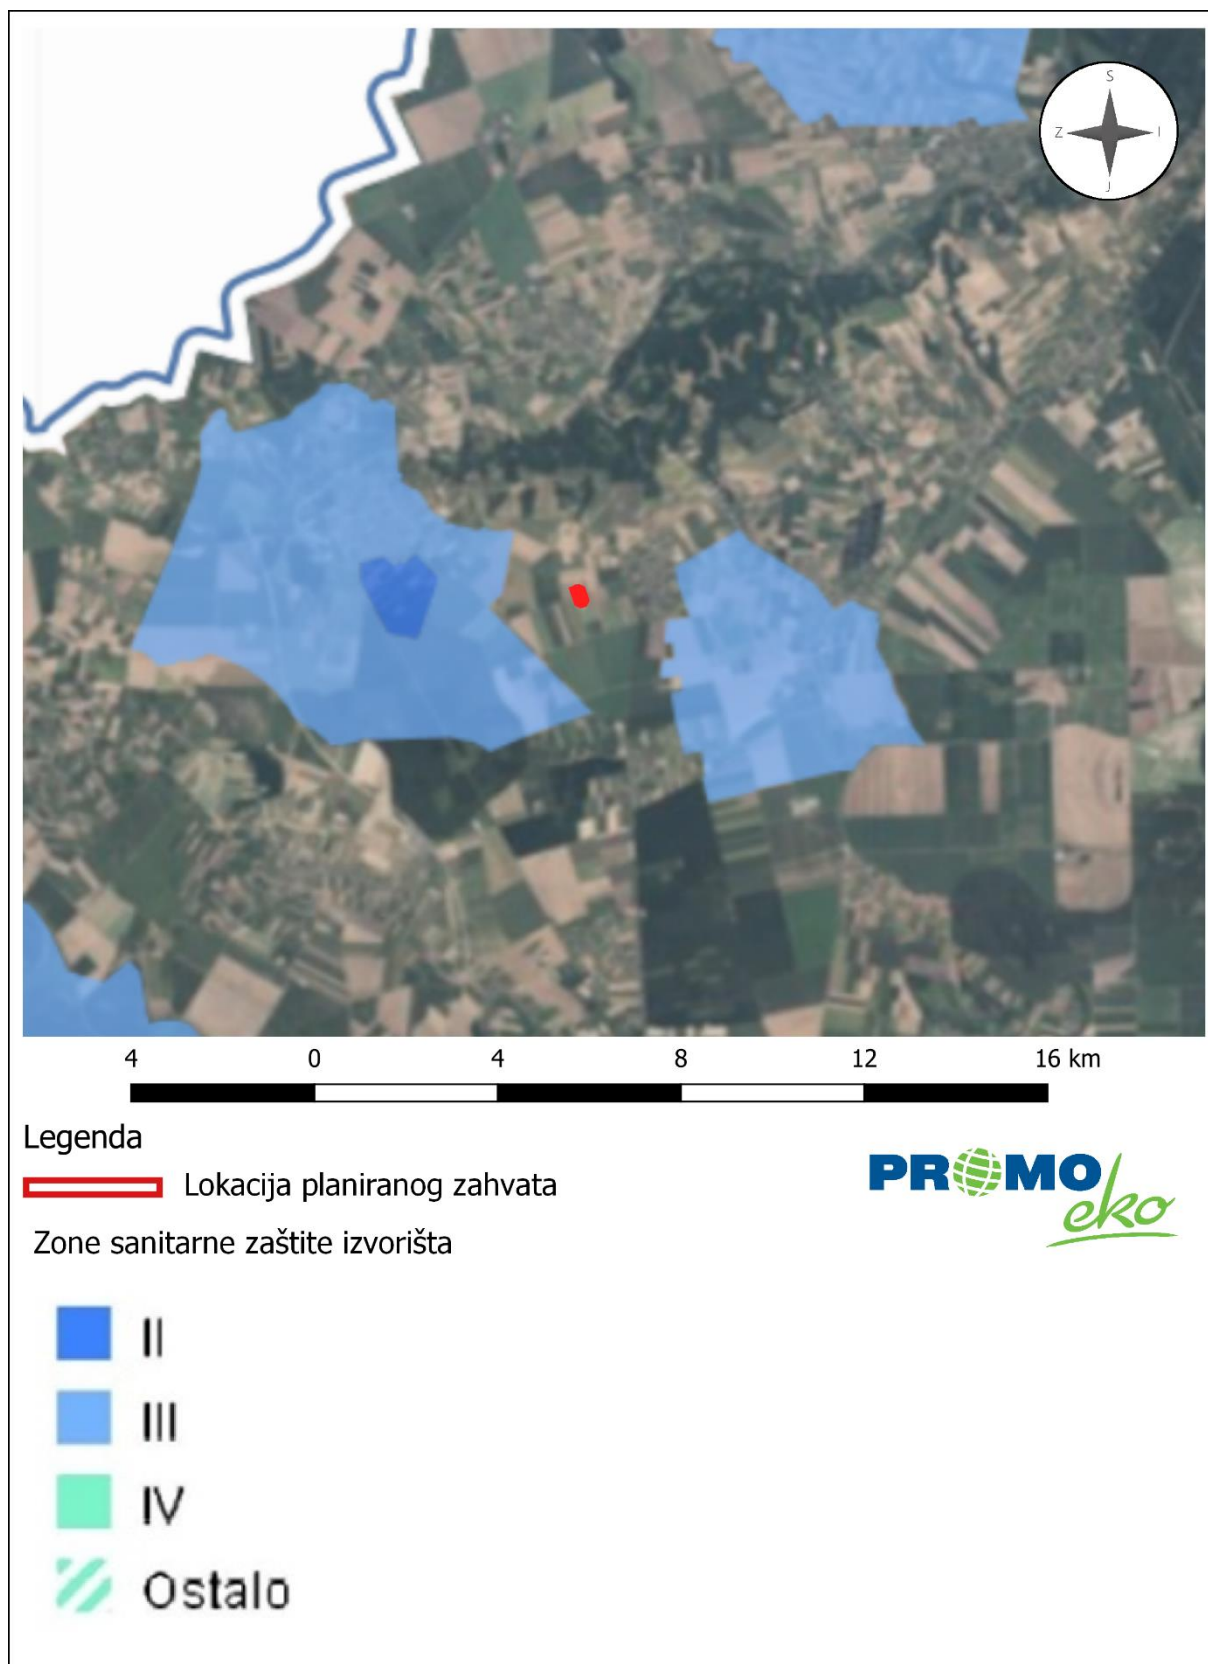 S
Z I
J
4 0 4 8 12 16 km
Legenda
Lokacija planiranog zahvata
PROMO
eko
Zone sanitarne zaštite izvorišta
II
III
IV
Ostalo